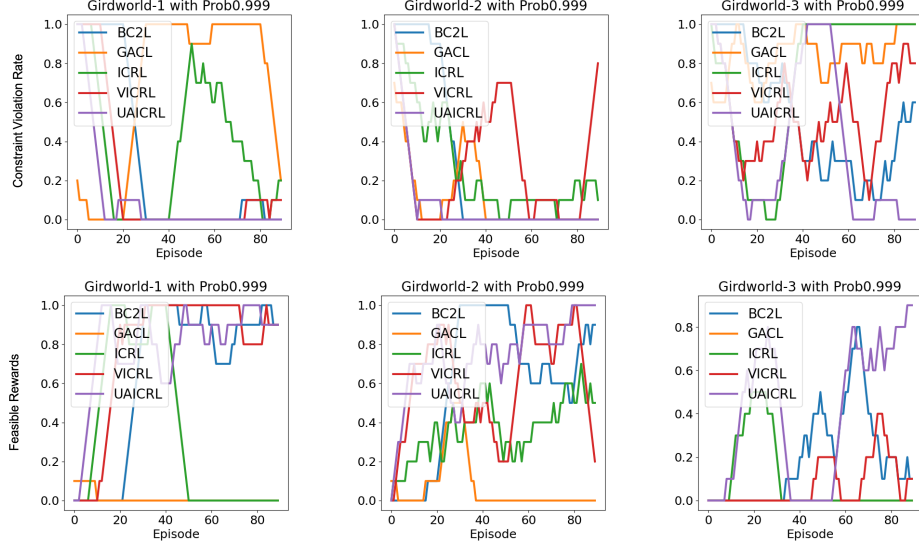 Girdworld-1 with Prob0.999
Girdworld-2 with Prob0.999
Girdworld-3 with Prob0.999
Constraint Violation Rate
1.0
0.8
0.6
0.4
0.2
0.0
BC2L
GACL
ICRL
VICRL
UAICRL
0 20 40 60 80
Episode
1.0
0.8
0.6
0.4
0.2
0.0
BC2L
GACL
ICRL
VICRL
UAICRL
0 20 40 60 80
Episode
1.0
0.8
0.6
0.4
0.2
0.0
BC2L
GACL
ICRL
VICRL
UAICRL
0 20 40 60 80
Episode
Girdworld-1 with Prob0.999
Girdworld-2 with Prob0.999
Girdworld-3 with Prob0.999
Feasible Rewards
1.0
0.8
0.6
0.4
0.2
0.0
BC2L
GACL
ICRL
VICRL
UAICRL
0 20 40 60 80
Episode
1.0
0.8
0.6
0.4
0.2
0.0
BC2L
GACL
ICRL
VICRL
UAICRL
0 20 40 60 80
Episode
0.8
0.6
0.4
0.2
0.0
BC2L
GACL
ICRL
VICRL
UAICRL
0 20 40 60 80
Episode